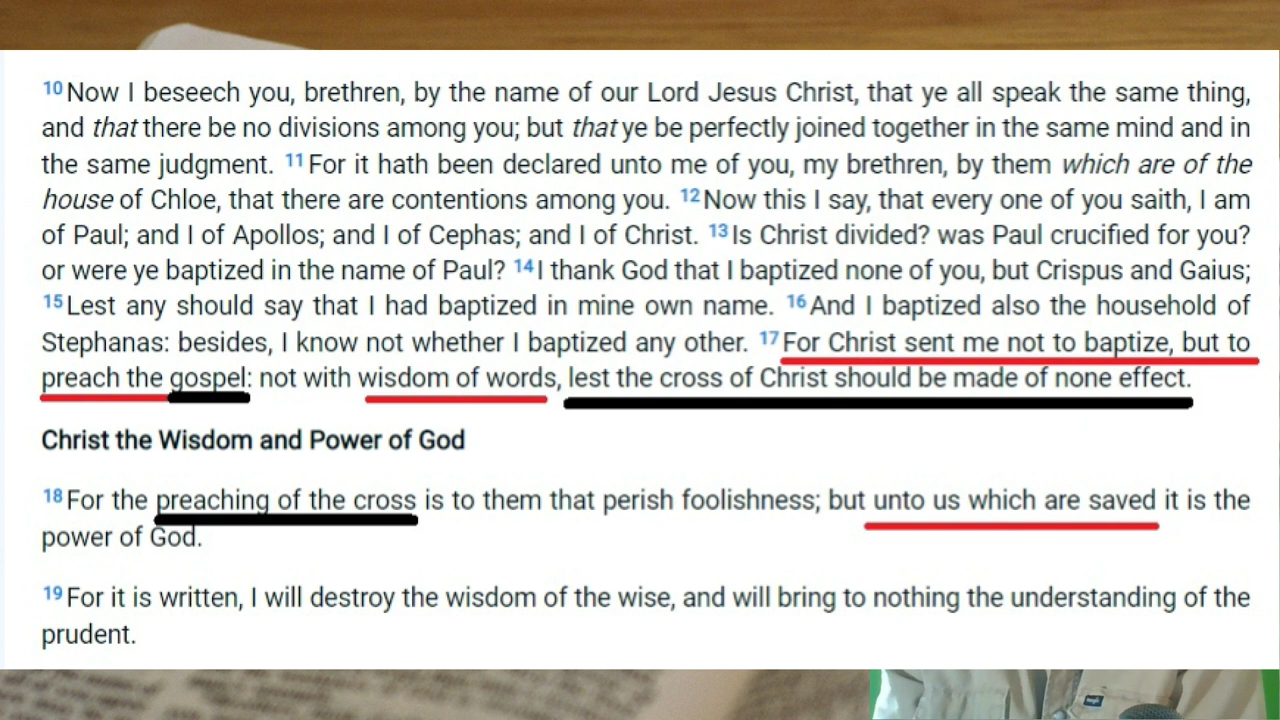 10 Now I beseech you, brethren, by the name of our Lord Jesus Christ, that ye all speak the same thing,
and that there be no divisions among you; but that ye be perfectly joined together in the same mind and in
the same judgment. 11 For it hath been declared unto me of you, my brethren, by them which are of the
house of Chloe, that there are contentions among you. 12 Now this I say, that every one of you saith, I am
of Paul; and I of Apollos; and I of Cephas; and I of Christ. 13 Is Christ divided? was Paul crucified for you?
or were ye baptized in the name of Paul? 14 I thank God that I baptized none of you, but Crispus and Gaius;
15 Lest any should say that I had baptized in mine own name. 16 And I baptized also the household of
Stephanas: besides, I know not whether I baptized any other. 17 For Christ sent me not to baptize, but to
preach the gospel: not with wisdom of words, lest the cross of Christ should be made of none effect.
Christ the Wisdom and Power of God
18 For the preaching of the cross is to them that perish foolishness; but unto us which are saved it is the
power of God.
19 For it is written, I will destroy the wisdom of the wise, and will bring to nothing the understanding of the
prudent.